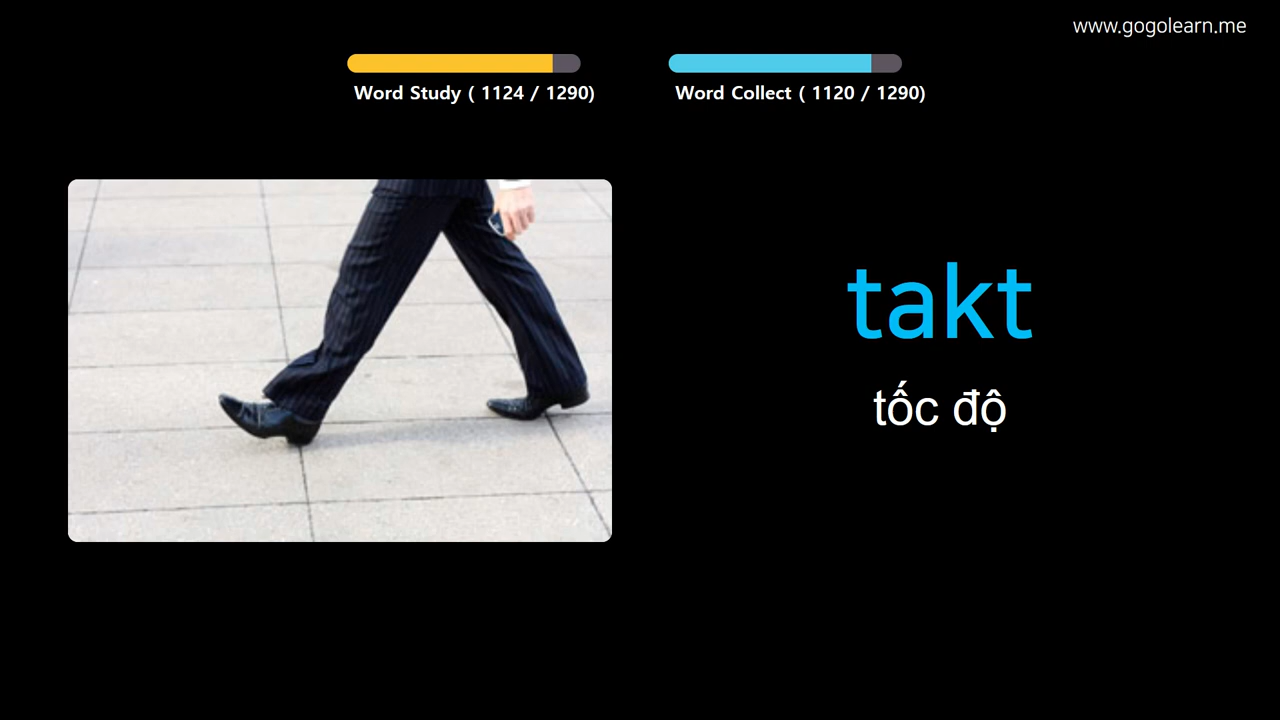 www.gogolearn.me
Word Study ( 1124 / 1290)
Word Collect ( 1120 / 1290)
takt
tốc độ